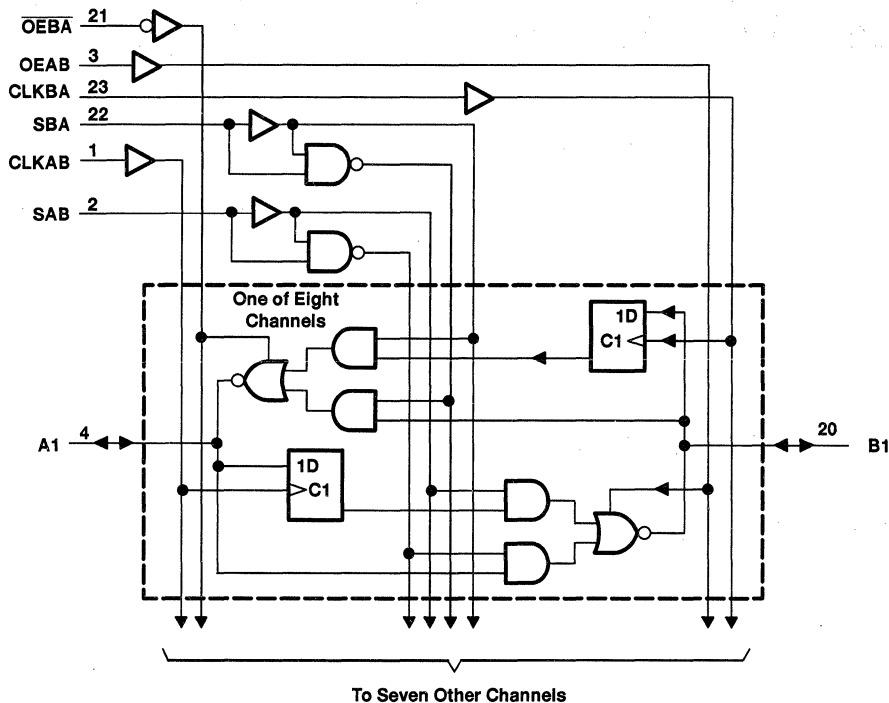 OEBA 21
OEAB 3
CLKBA 23
SBA 22
CLKAB 1
SAB 2
One of Eight
Channels
1D
C1
A1 4
20 B1
1D
C1
To Seven Other Channels